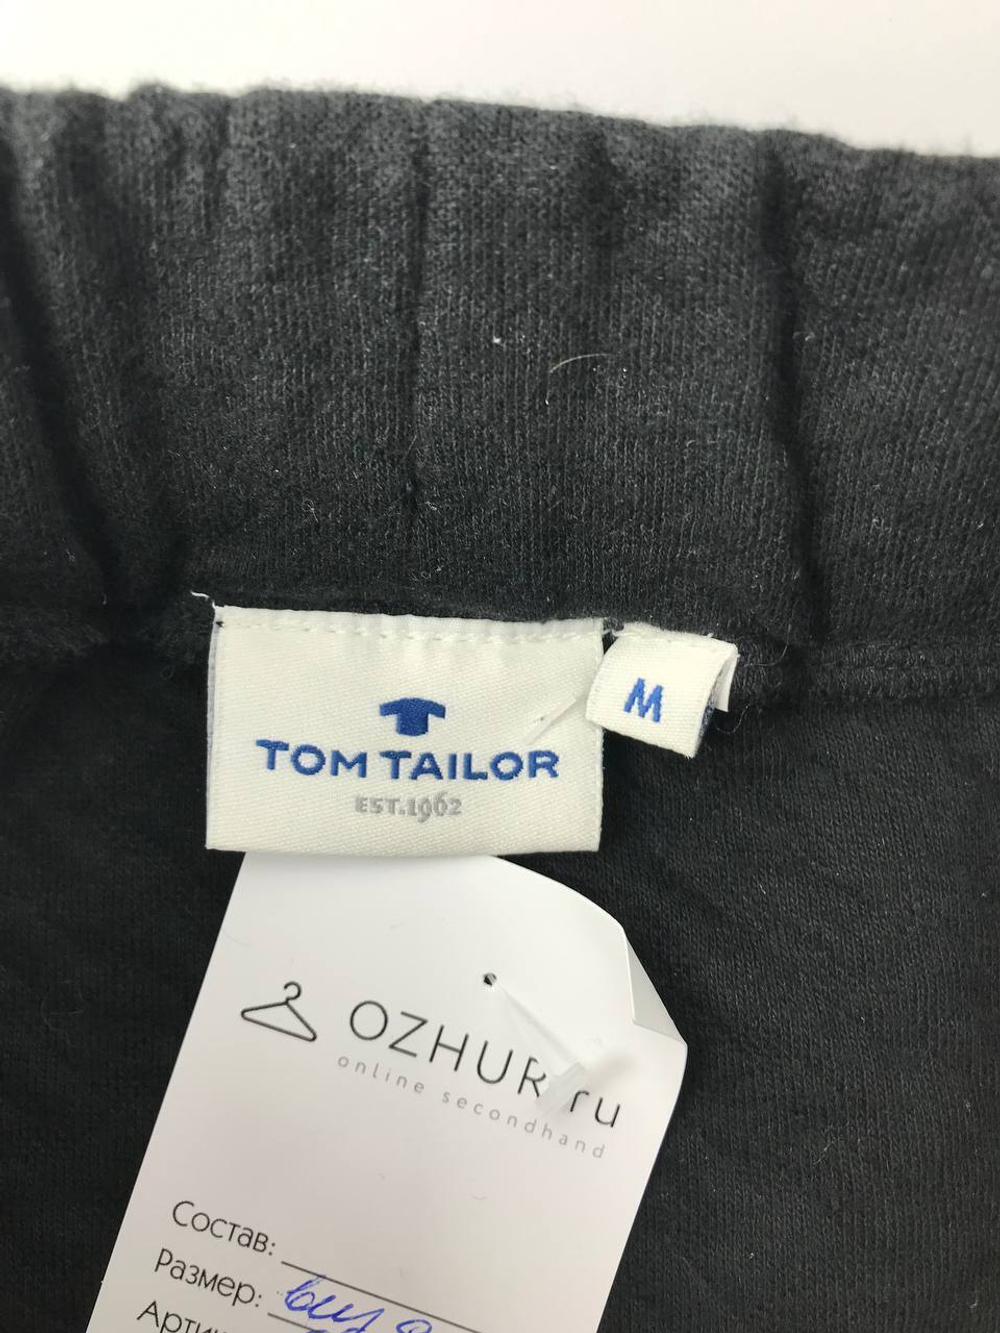 TOM TAILOR
EST.1962
M
OZHUR.ru
online secondhand
Состав:
Размер: